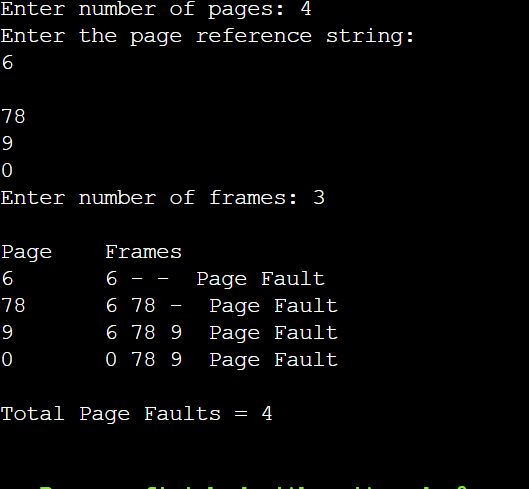 Enter number of pages: 4
Enter the page reference string:
6
78
9
0
Enter number of frames: 3
Page    Frames
6       6 - -  Page Fault
78      6 78 -  Page Fault
9       6 78 9  Page Fault
0       0 78 9  Page Fault
Total Page Faults = 4